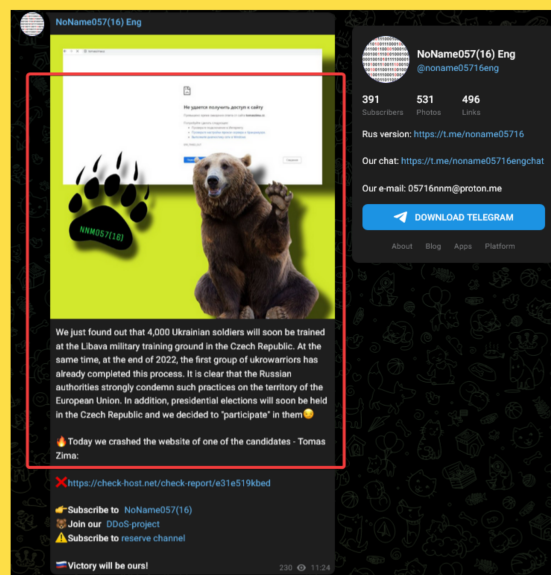 NoName057(16) Eng
Не удается получить доступ к сайту
NNM057(16)
We just found out that 4,000 Ukrainian soldiers will soon be trained
at the Libava military training ground in the Czech Republic. At the
same time, at the end of 2022, the first group of ukrowarriors has
already completed this process. It is clear that the Russian
authorities strongly condemn such practices on the territory of the
European Union. In addition, presidential elections will soon be held
in the Czech Republic and we decided to "participate" in them😏
🔥Today we crashed the website of one of the candidates - Tomas
Zima:
❌https://check-host.net/check-report/e31e519kbed
👉Subscribe to NoName057(16)
🐻Join our DDoS-project
⚠️Subscribe to reserve channel
🇷🇺Victory will be ours!
230 11:24
NoName057(16) Eng
@noname05716eng
391 531 496
Subscribers Photos Links
Rus version: https://t.me/noname05716
Our chat: https://t.me/noname05716engchat
Our e-mail: 05716nnm@proton.me
DOWNLOAD TELEGRAM
About Blog Apps Platform